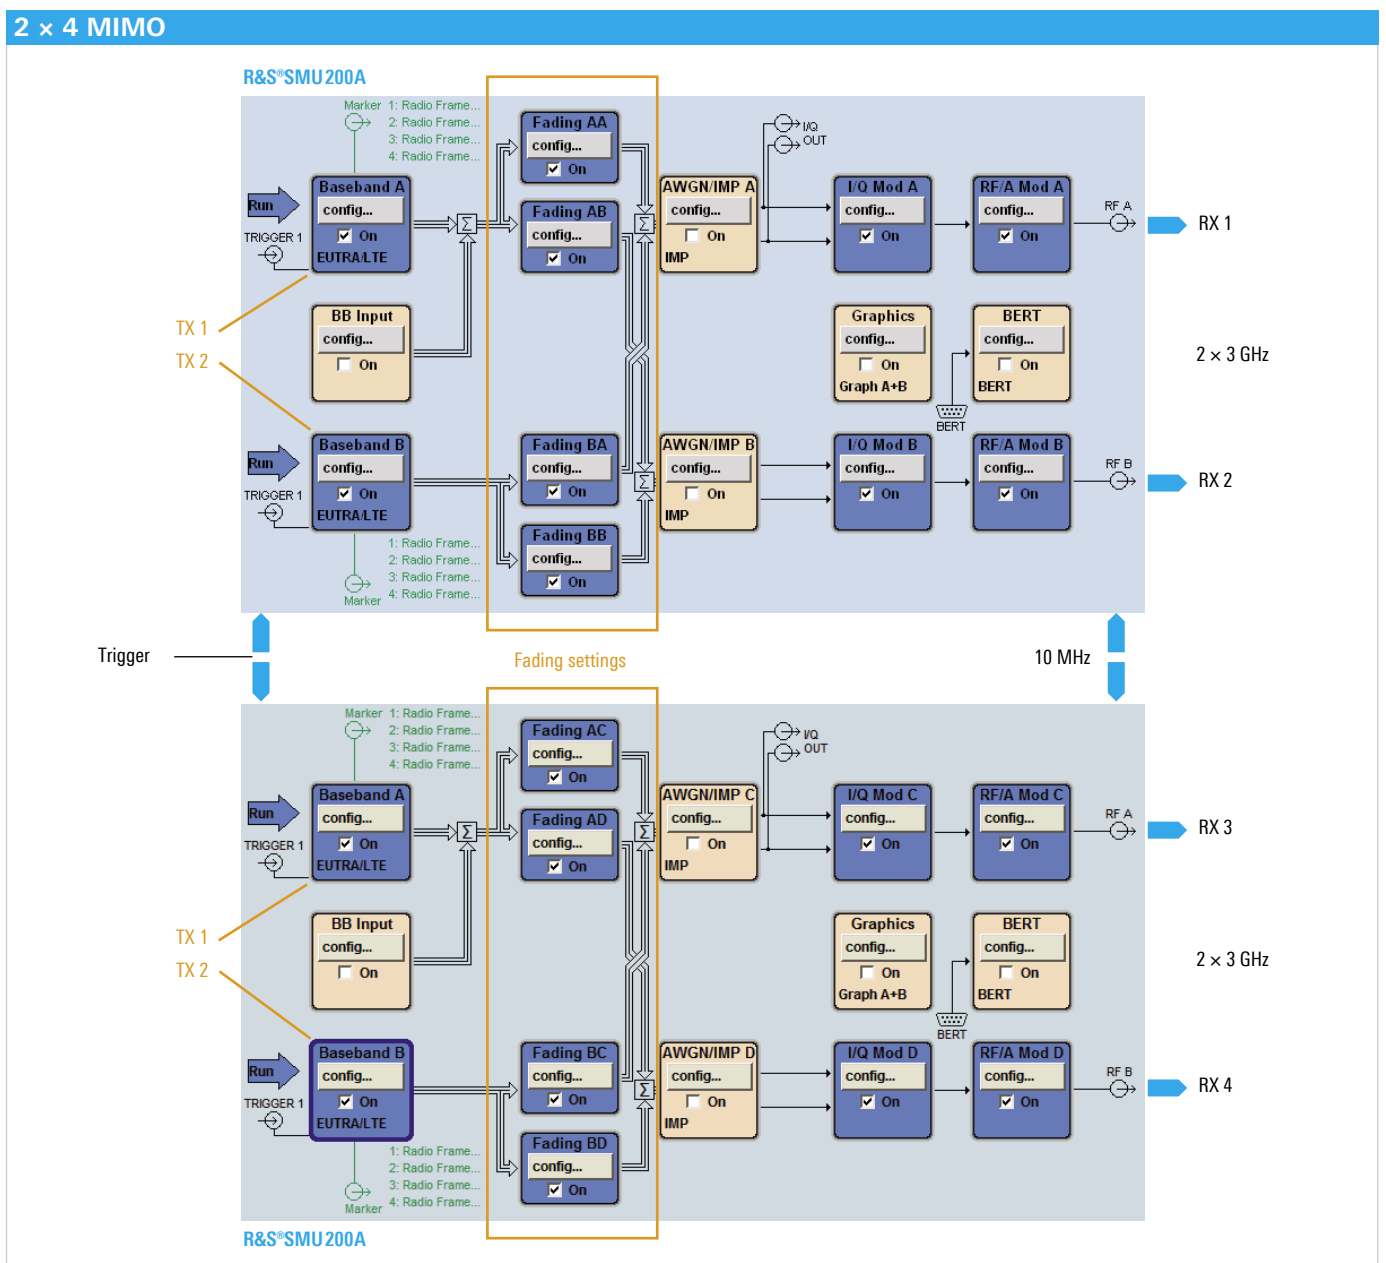 2 × 4 MIMO
R&S®SMU200A
Marker 1: Radio Frame...
2: Radio Frame...
3: Radio Frame...
4: Radio Frame...
Fading AA
config...
On
I/Q
OUT
Run
TRIGGER 1
Baseband A
config...
On
EUTRA/LTE
Σ
Fading AB
config...
On
Σ
AWGN/IMP A
config...
On
IMP
I/Q Mod A
config...
On
RF/A Mod A
config...
On
RF A
RX 1
TX 1
TX 2
BB Input
config...
On
Graphics
config...
On
Graph A+B
BERT
BERT
config...
On
BERT
2 × 3 GHz
Run
TRIGGER 1
Baseband B
config...
On
EUTRA/LTE
Fading BA
config...
On
Σ
AWGN/IMP B
config...
On
IMP
I/Q Mod B
config...
On
RF/A Mod B
config...
On
RF B
RX 2
Fading BB
config...
On
1: Radio Frame...
2: Radio Frame...
3: Radio Frame...
Marker 4: Radio Frame...
Trigger
Fading settings
10 MHz
Marker 1: Radio Frame...
2: Radio Frame...
3: Radio Frame...
4: Radio Frame...
Fading AC
config...
On
I/Q
OUT
Run
TRIGGER 1
Baseband A
config...
On
EUTRA/LTE
Σ
Fading AD
config...
On
Σ
AWGN/IMP C
config...
On
IMP
I/Q Mod C
config...
On
RF/A Mod C
config...
On
RF A
RX 3
TX 1
TX 2
BB Input
config...
On
Graphics
config...
On
Graph A+B
BERT
BERT
config...
On
BERT
2 × 3 GHz
Run
TRIGGER 1
Baseband B
config...
On
EUTRA/LTE
Fading BC
config...
On
Σ
AWGN/IMP D
config...
On
IMP
I/Q Mod D
config...
On
RF/A Mod D
config...
On
RF B
RX 4
Fading BD
config...
On
1: Radio Frame...
2: Radio Frame...
3: Radio Frame...
Marker 4: Radio Frame...
R&S®SMU200A